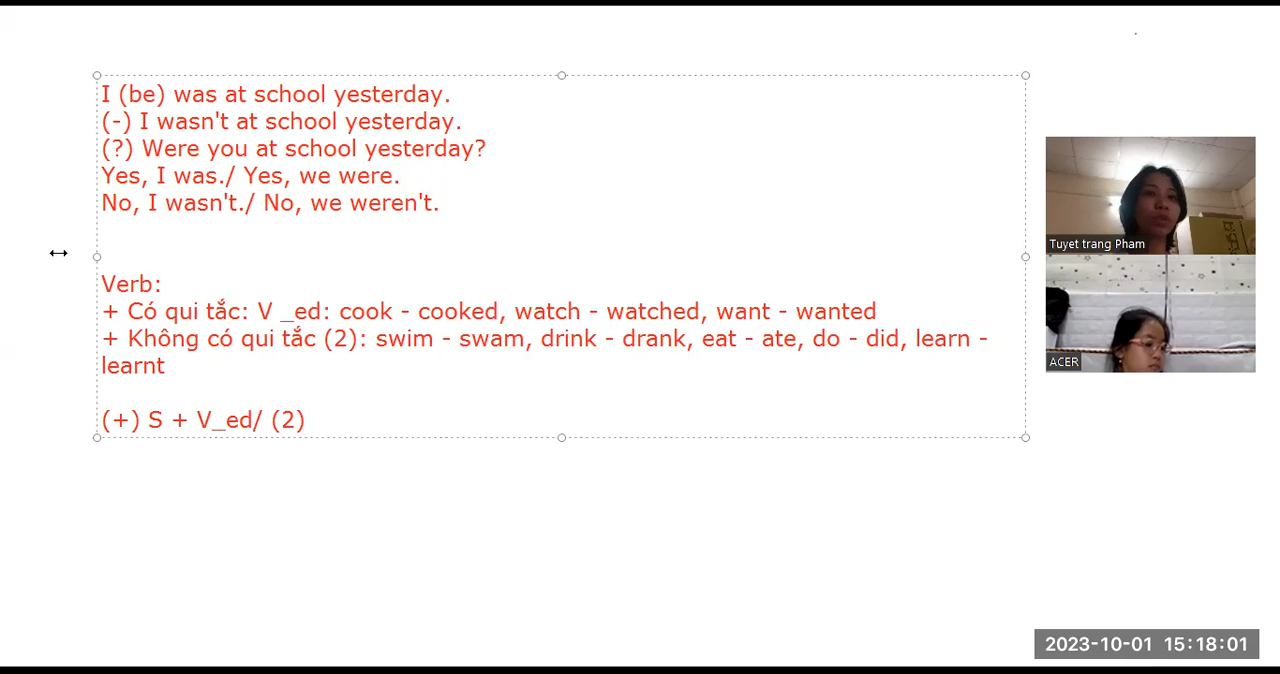 I (be) was at school yesterday.
(-) I wasn't at school yesterday.
(?) Were you at school yesterday?
Yes, I was./ Yes, we were.
No, I wasn't./ No, we weren't.
Verb:
+ Có qui tắc: V _ed: cook - cooked, watch - watched, want - wanted
+ Không có qui tắc (2): swim - swam, drink - drank, eat - ate, do - did, learn -
learnt
(+) S + V_ed/ (2)
Tuyet trang Pham
ACER
2023-10-01 15:18:01